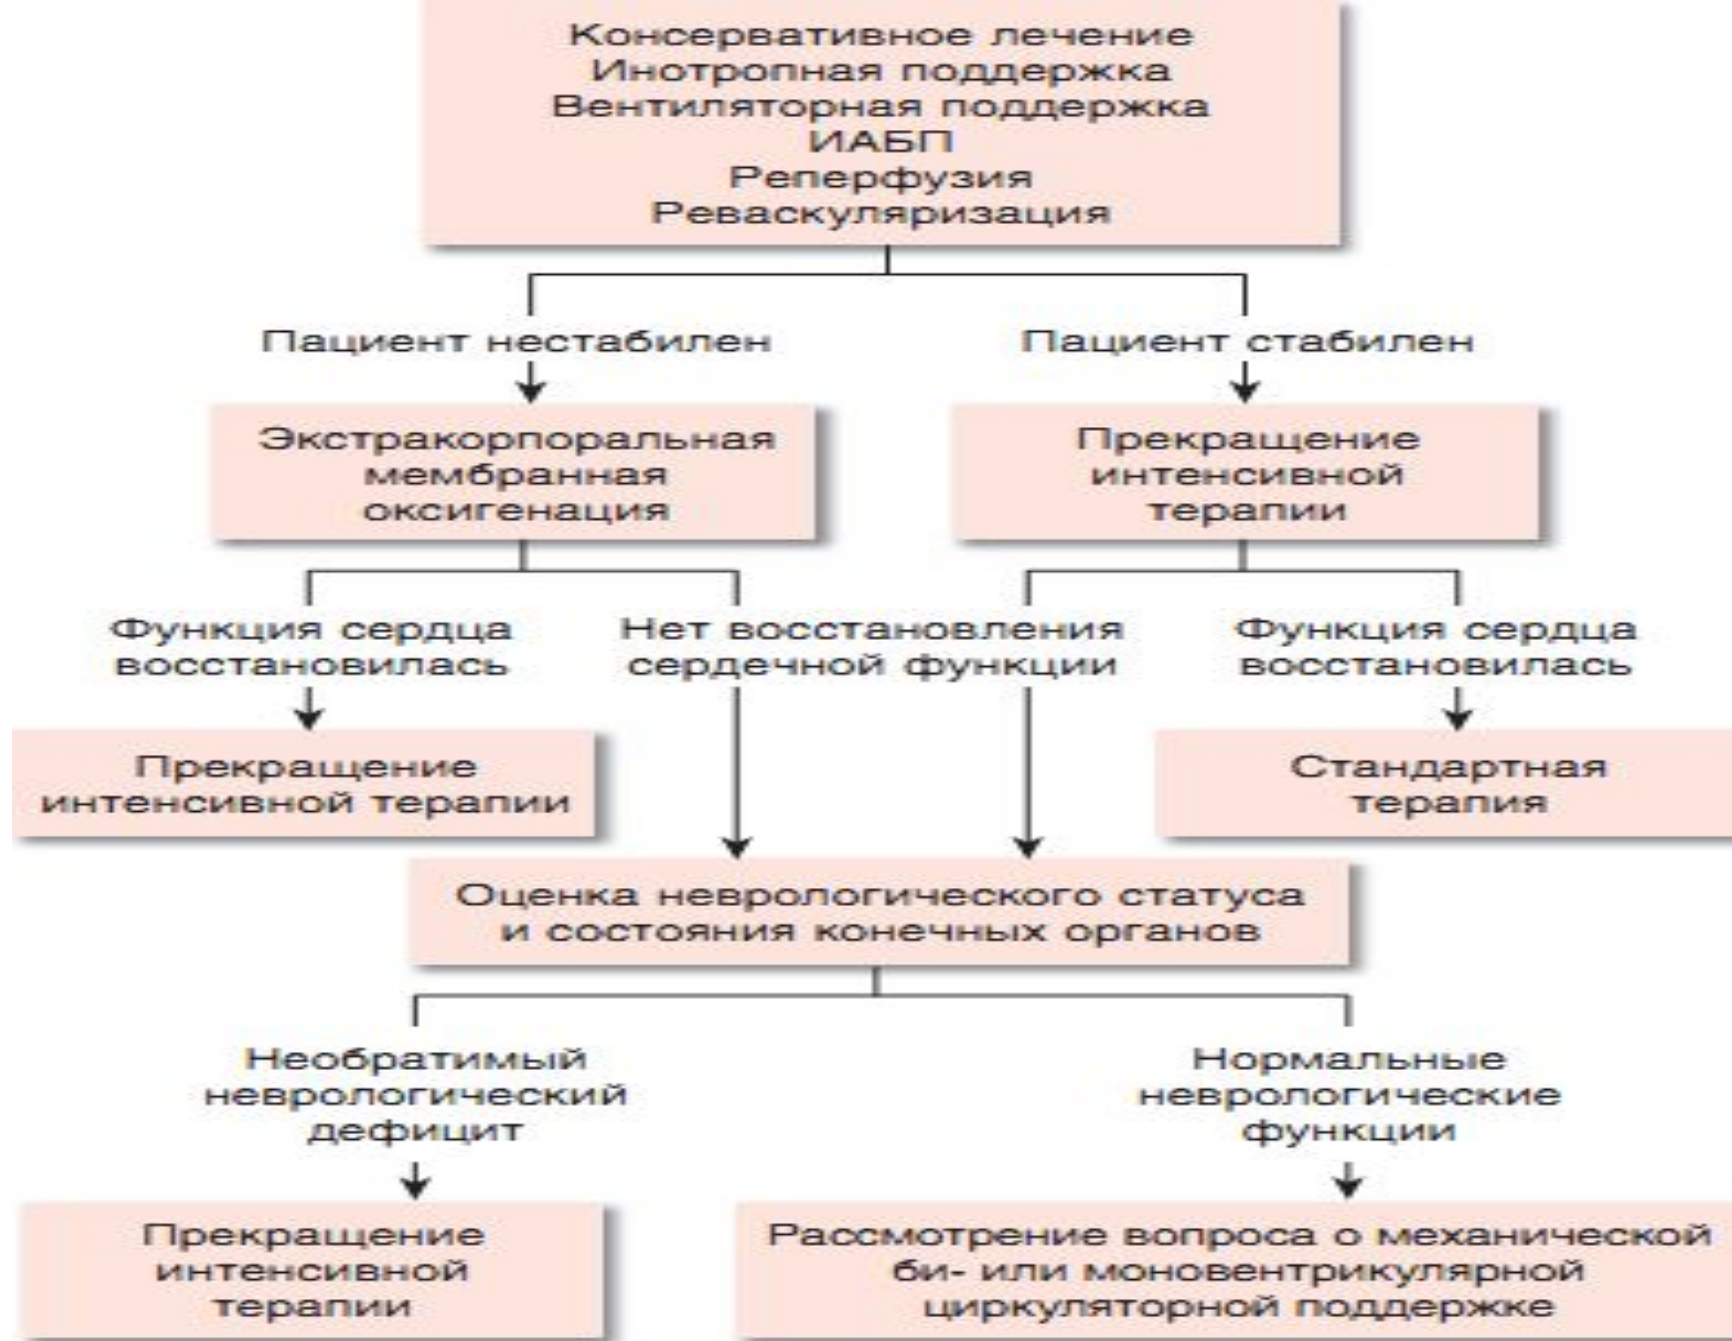 Консервативное лечение
Инотропная поддержка
Вентиляторная поддержка
ИАБП
Реперфузия
Реваскуляризация
Пациент нестабилен
Пациент стабилен
Экстракорпоральная
мембранная
оксигенация
Прекращение
интенсивной
терапии
Функция сердца
восстановилась
Нет восстановления
сердечной функции
Функция сердца
восстановилась
Прекращение
интенсивной терапии
Стандартная
терапия
Оценка неврологического статуса
и состояния конечных органов
Необратимый
неврологический
дефицит
Нормальные
неврологические
функции
Прекращение
интенсивной
терапии
Рассмотрение вопроса о механической
би- или моновентрикулярной
циркуляторной поддержке